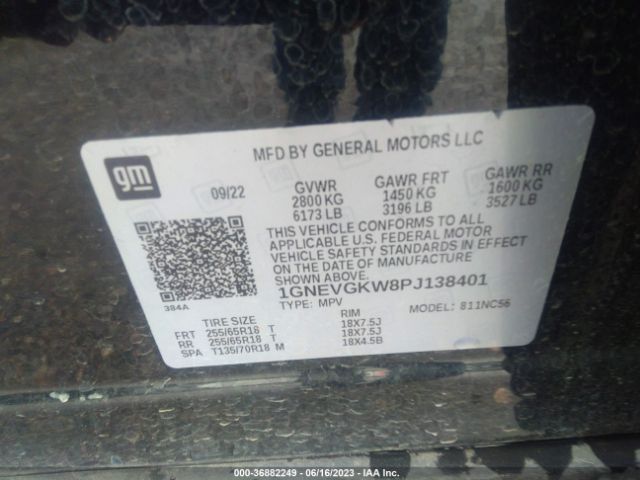 MFD BY GENERAL MOTORS LLC
gm
09/22
GVWR GAWR FRT GAWR RR
2800 KG 1450 KG 1600 KG
6173 LB 3196 LB 3527 LB
THIS VEHICLE CONFORMS TO ALL
APPLICABLE U.S. FEDERAL MOTOR
VEHICLE SAFETY STANDARDS IN EFFECT
ON THE DATE OF MANUFACTURE
SHOWN ABOVE.
384A
1GNEVGKW8PJ138401
TYPE: MPV MODEL: 811NC56
TIRE SIZE RIM
FRT 255/65R18 T 18X7.5J
RR 255/65R18 T 18X7.5J
SPA T135/70R18 M 18X4.5B
000-36882249 - 06/16/2023 - IAA Inc.